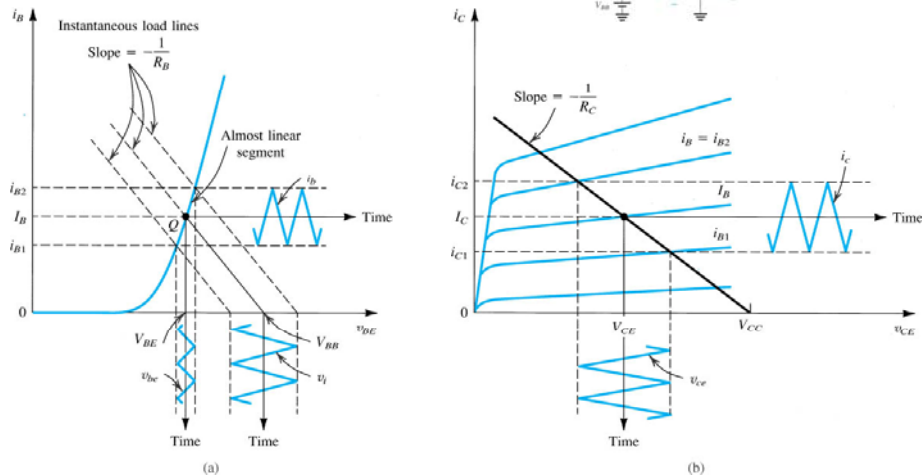 i_B
Instantaneous load lines
Slope = -1/R_B
Almost linear
segment
i_B2
i_b
I_B
Q
Time
i_B1
0
v_BE
V_BE
V_BB
v_be
v_i
Time
Time
(a)
V_BB
i_C
Slope = -1/R_C
i_B = i_B2
i_C2
I_B
i_c
I_C
Time
i_B1
i_C1
0
V_CE
V_CC
v_CE
v_ce
Time
(b)